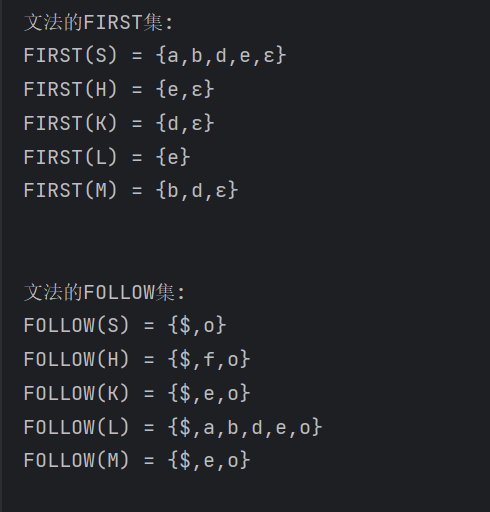 文法的FIRST集:
FIRST(S) = {a,b,d,e,ε}
FIRST(H) = {e,ε}
FIRST(K) = {d,ε}
FIRST(L) = {e}
FIRST(M) = {b,d,ε}
文法的FOLLOW集:
FOLLOW(S) = {$,o}
FOLLOW(H) = {$,f,o}
FOLLOW(K) = {$,e,o}
FOLLOW(L) = {$,a,b,d,e,o}
FOLLOW(M) = {$,e,o}